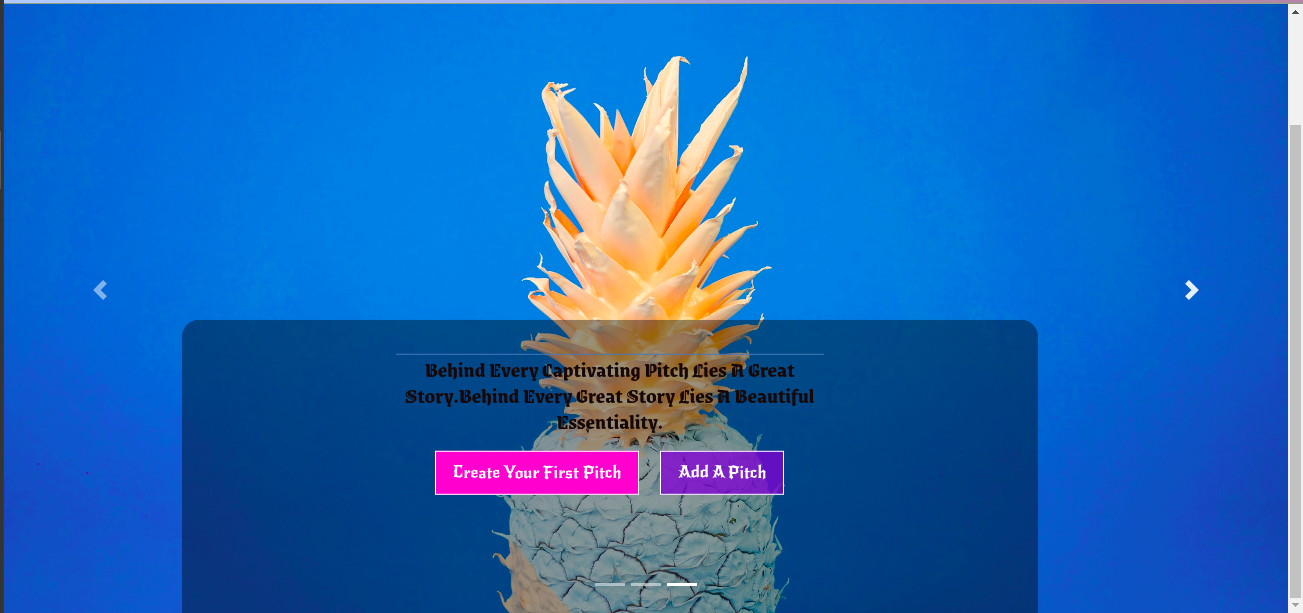 Behind Every Captivating Pitch Lies A Great
Story.Behind Every Great Story Lies A Beautiful
Essentiality.
Create Your First Pitch
Add A Pitch